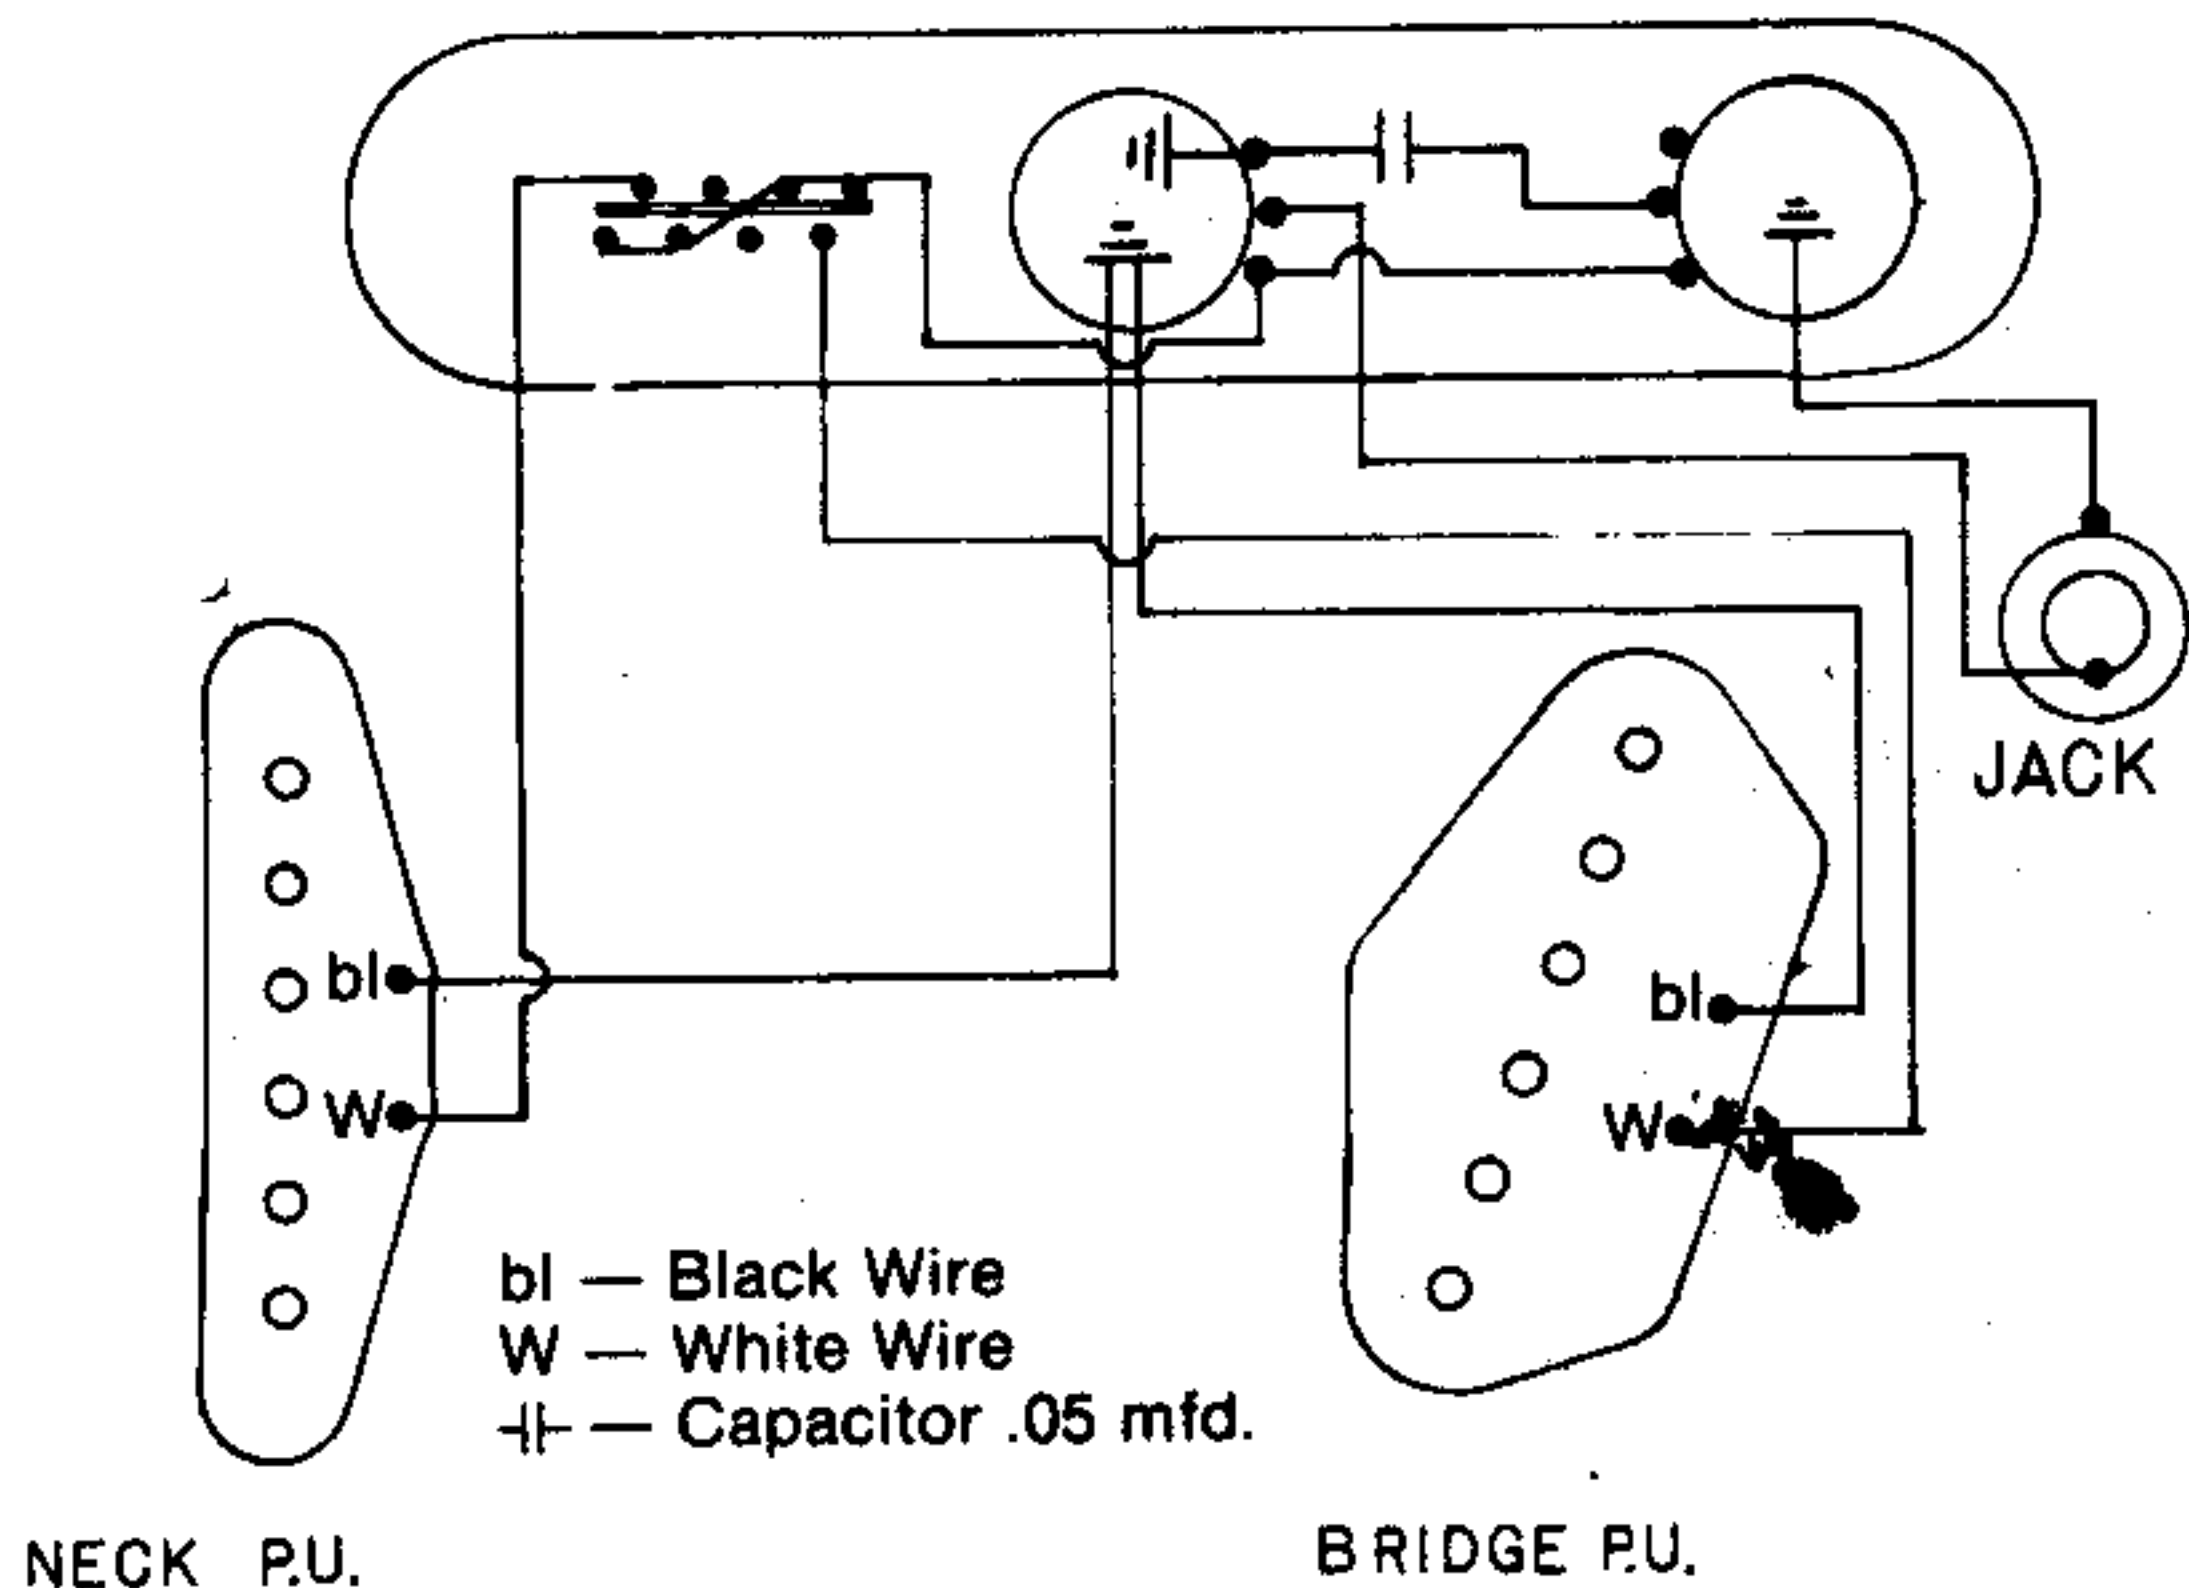 JACK
bl
W
bl
W
bl — Black Wire
W — White Wire
— Capacitor .05 mfd.
NECK P.U.
BRIDGE P.U.